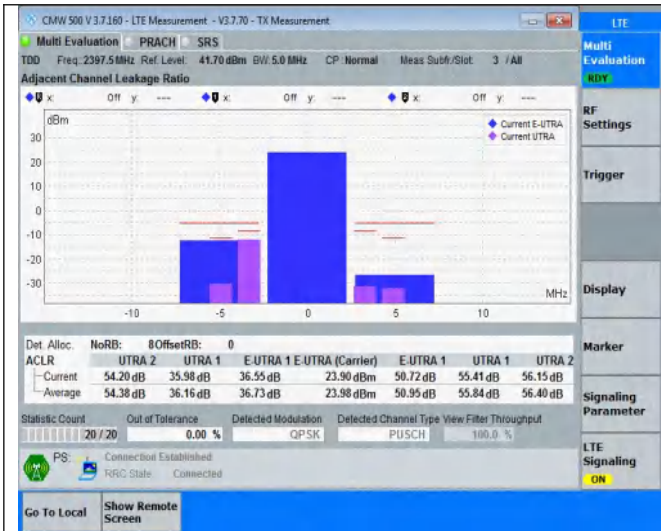 CMW 500 V 3.7.160 - LTE Measurement - V3.7.70 - TX Measurement
LTE
Multi Evaluation PRACH SRS
TDD Freq.:2397.5 MHz Ref. Level: 41.70 dBm BW: 5.0 MHz CP :Normal Meas Subfr./Slot: 3 / All
Adjacent Channel Leakage Ratio
x: Off y: --- x: Off y: --- x: Off y: ---
dBm
Current E-UTRA
Current UTRA
30
20
10
0
-10
-20
-30
MHz
-10 -5 0 5 10
Det. Alloc. NoRB: 8 OffsetRB: 0
ACLR UTRA 2 UTRA 1 E-UTRA 1 E-UTRA (Carrier) E-UTRA 1 UTRA 1 UTRA 2
Current 54.20 dB 35.98 dB 36.55 dB 23.90 dBm 50.72 dB 55.41 dB 56.15 dB
Average 54.38 dB 36.16 dB 36.73 dB 23.98 dBm 50.95 dB 55.84 dB 56.40 dB
Statistic Count Out of Tolerance Detected Modulation Detected Channel Type View Filter Throughput
20 / 20 0.00 % QPSK PUSCH 100.0 %
PS: Connection Established
RRC State Connected
Multi
Evaluation
RDY
RF
Settings
Trigger
Display
Marker
Signaling
Parameter
LTE
Signaling
ON
Go To Local
Show Remote
Screen